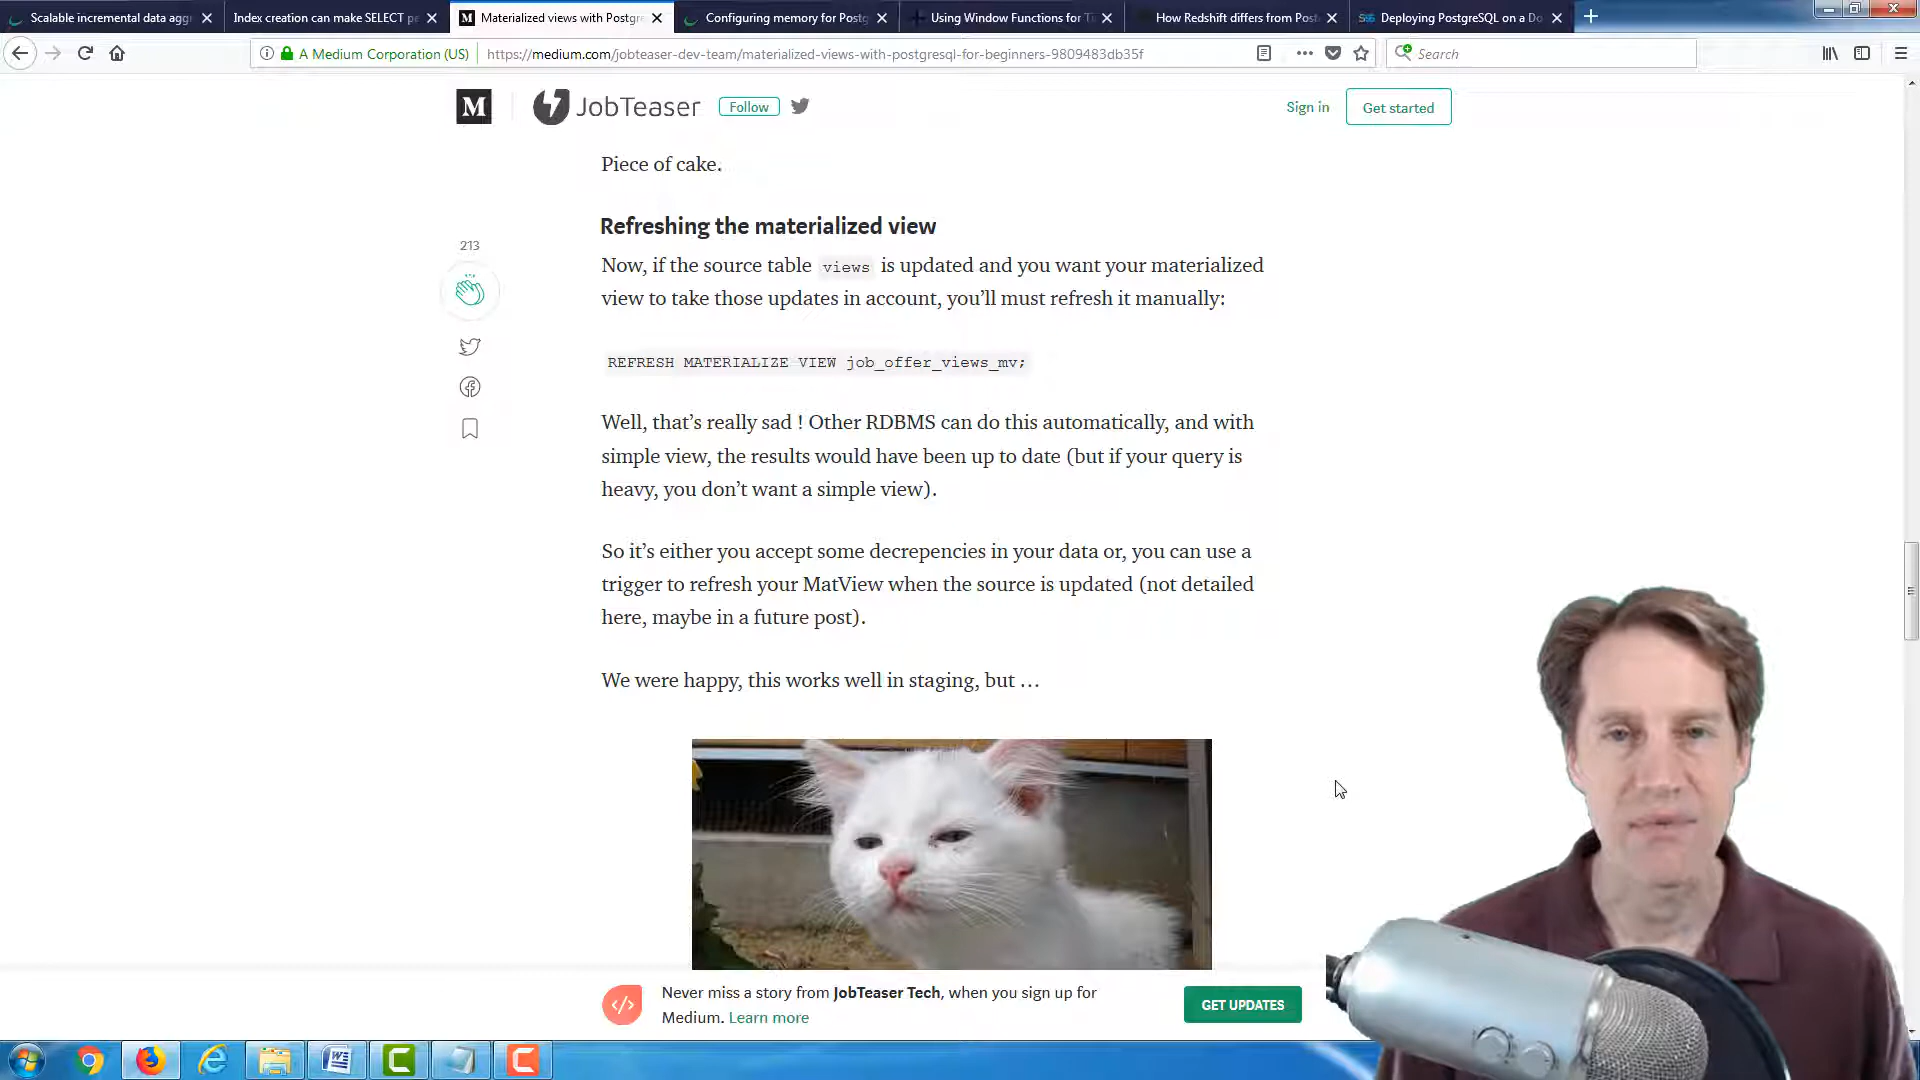 Scalable incremental data agg
Index creation can make SELECT pe
Materialized views with Postgre
Configuring memory for Postg
Using Window Functions for Ti
How Redshift differs from Post
Deploying PostgreSQL on a Do
A Medium Corporation (US)
https://medium.com/jobteaser-dev-team/materialized-views-with-postgresql-for-beginners-9809483db35f
Search
M
JobTeaser
Follow
Sign in
Get started
Piece of cake.
Refreshing the materialized view
213
Now, if the source table views is updated and you want your materialized
view to take those updates in account, you'll must refresh it manually:
REFRESH MATERIALIZE VIEW job_offer_views_mv;
Well, that's really sad ! Other RDBMS can do this automatically, and with
simple view, the results would have been up to date (but if your query is
heavy, you don't want a simple view).
So it's either you accept some decrepencies in your data or, you can use a
trigger to refresh your MatView when the source is updated (not detailed
here, maybe in a future post).
We were happy, this works well in staging, but …
Never miss a story from JobTeaser Tech, when you sign up for
Medium. Learn more
GET UPDATES